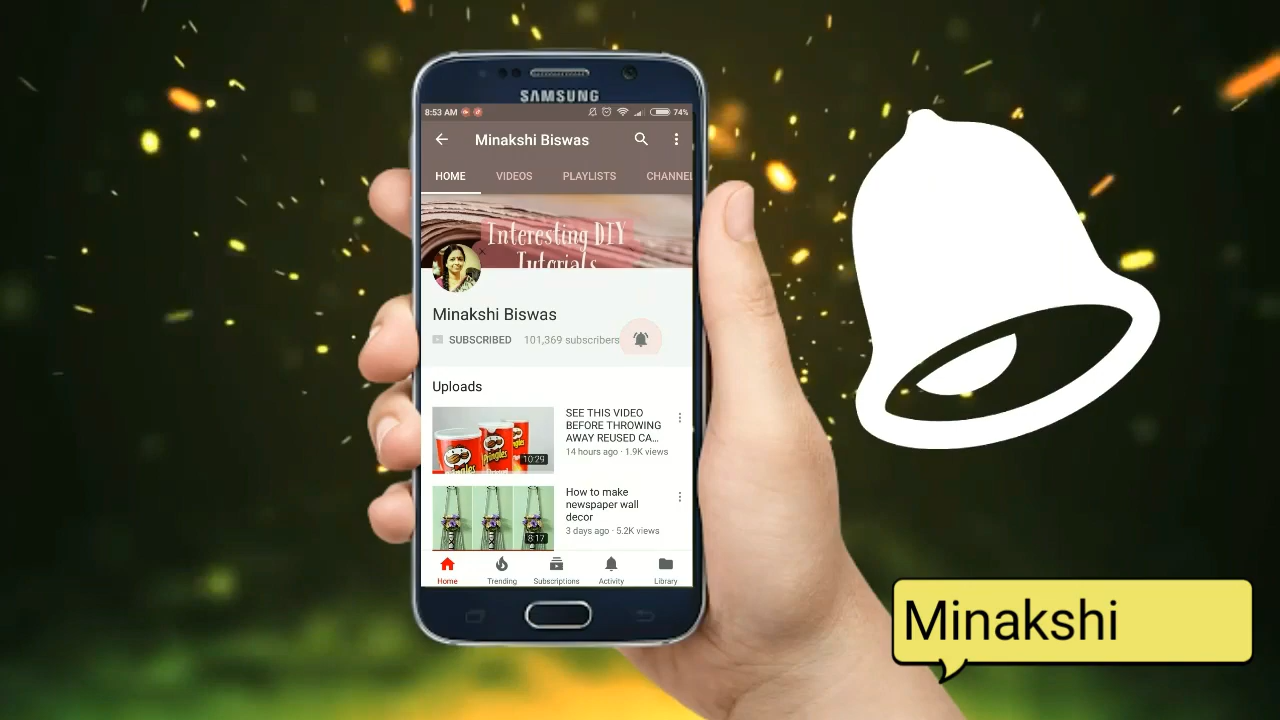 SAMSUNG
8:53 AM
74%
Minakshi Biswas
HOME VIDEOS PLAYLISTS CHANNEL
Interesting DIY
Tutorials
Minakshi Biswas
SUBSCRIBED 101,369 subscribers
Uploads
SEE THIS VIDEO
BEFORE THROWING
AWAY REUSED CA...
14 hours ago · 1.9K views
Pringles
10:29
How to make
newspaper wall
decor
3 days ago · 5.2K views
8:17
Home Trending Subscriptions Activity Library
Minakshi